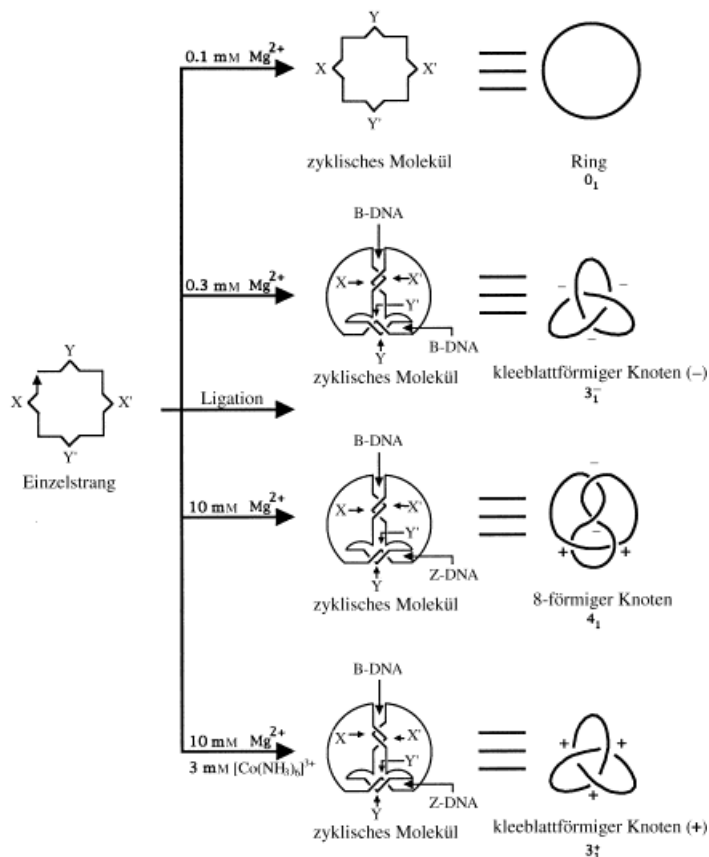 Y
0.1 mM Mg²⁺
X X'
Y'
zyklisches Molekül
Ring
0₁
B-DNA
0.3 mM Mg²⁺
X X'
Y'
B-DNA
Y
zyklisches Molekül
– –
–
kleeblattförmiger Knoten (–)
3₁⁻
Y
X X'
Y'
Einzelstrang
Ligation
B-DNA
10 mM Mg²⁺
X X'
Y'
Z-DNA
Y
zyklisches Molekül
–
–
+ +
8-förmiger Knoten
4₁
B-DNA
10 mM Mg²⁺
3 mM [Co(NH₃)₆]³⁺
X X'
Y'
Z-DNA
Y
zyklisches Molekül
+ +
+
kleeblattförmiger Knoten (+)
3₁⁺